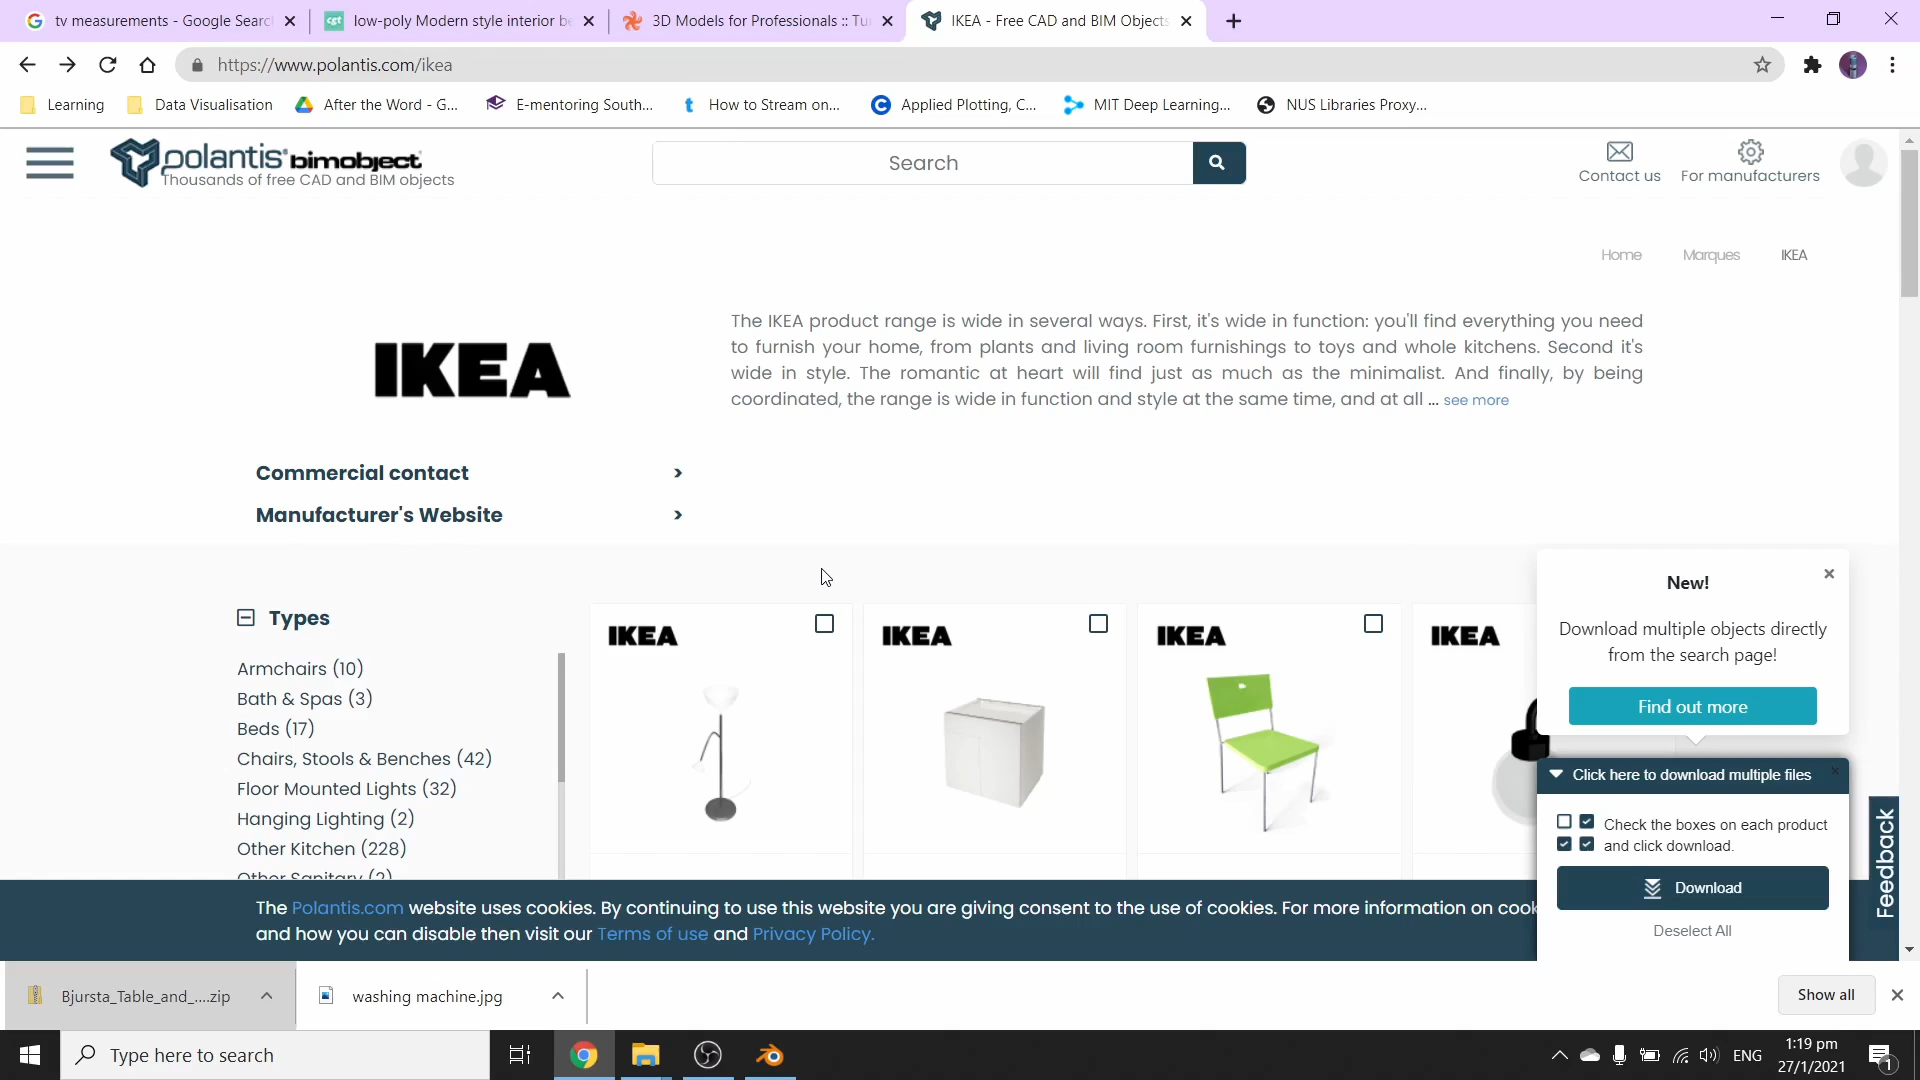 tv measurements - Google Searc
low-poly Modern style interior be
3D Models for Professionals :: Tu
IKEA - Free CAD and BIM Objects
https://www.polantis.com/ikea
Learning
Data Visualisation
After the Word - G...
E-mentoring South...
How to Stream on...
Applied Plotting, C...
MIT Deep Learning...
NUS Libraries Proxy...
polantis bimobject
Thousands of free CAD and BIM objects
Search
Contact us
For manufacturers
Home
Marques
IKEA
IKEA
The IKEA product range is wide in several ways. First, it's wide in function: you'll find everything you need
to furnish your home, from plants and living room furnishings to toys and whole kitchens. Second it's
wide in style. The romantic at heart will find just as much as the minimalist. And finally, by being
coordinated, the range is wide in function and style at the same time, and at all ... see more
Commercial contact
Manufacturer's Website
Types
Armchairs (10)
Bath & Spas (3)
Beds (17)
Chairs, Stools & Benches (42)
Floor Mounted Lights (32)
Hanging Lighting (2)
Other Kitchen (228)
Other Sanitary (2)
IKEA
IKEA
IKEA
IKEA
New!
Download multiple objects directly
from the search page!
Find out more
Click here to download multiple files
Check the boxes on each product
and click download.
Download
Deselect All
Feedback
The Polantis.com website uses cookies. By continuing to use this website you are giving consent to the use of cookies. For more information on cook
and how you can disable then visit our Terms of use and Privacy Policy.
Bjursta_Table_and_....zip
washing machine.jpg
Show all
Type here to search
ENG
1:19 pm
27/1/2021
1